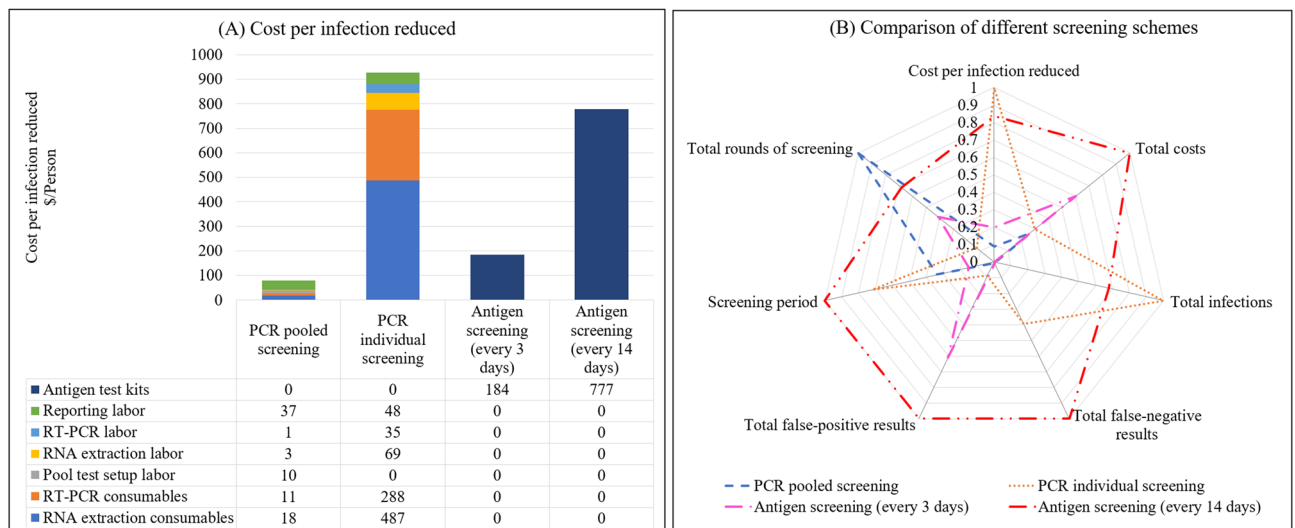 (A) Cost per infection reduced
Cost per infection reduced
$/Person
1000
900
800
700
600
500
400
300
200
100
0
PCR pooled
screening
PCR
individual
screening
Antigen
screening
(every 3
days)
Antigen
screening
(every 14
days)
Antigen test kits 0 0 184 777
Reporting labor 37 48 0 0
RT-PCR labor 1 35 0 0
RNA extraction labor 3 69 0 0
Pool test setup labor 10 0 0 0
RT-PCR consumables 11 288 0 0
RNA extraction consumables 18 487 0 0
(B) Comparison of different screening schemes
Cost per infection reduced
1
0.9
0.8
0.7
0.6
0.5
0.4
0.3
0.2
0.1
0
Total costs
Total infections
Total false-negative
results
Total false-positive results
Screening period
Total rounds of screening
PCR pooled screening
PCR individual screening
Antigen screening (every 3 days)
Antigen screening (every 14 days)